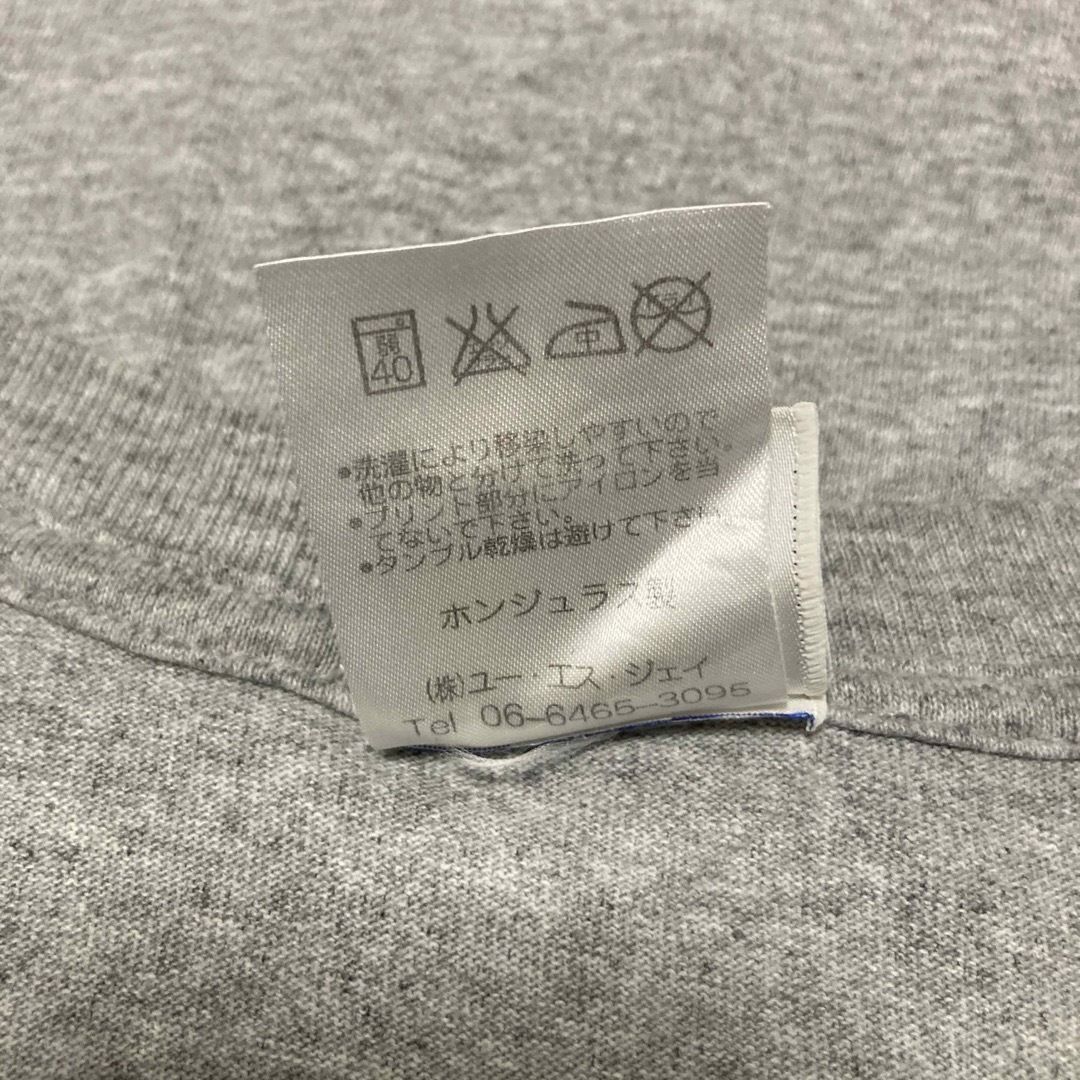 弱
40
中
・洗濯により移染しやすいので
他の物と分けて洗って下さい。
・プリント部分にアイロンを当
てないで下さい。
・タンブル乾燥は避けて下さい
ホンジュラス製
(株)ユー・エス・ジェイ
Tel 06-6465-3095